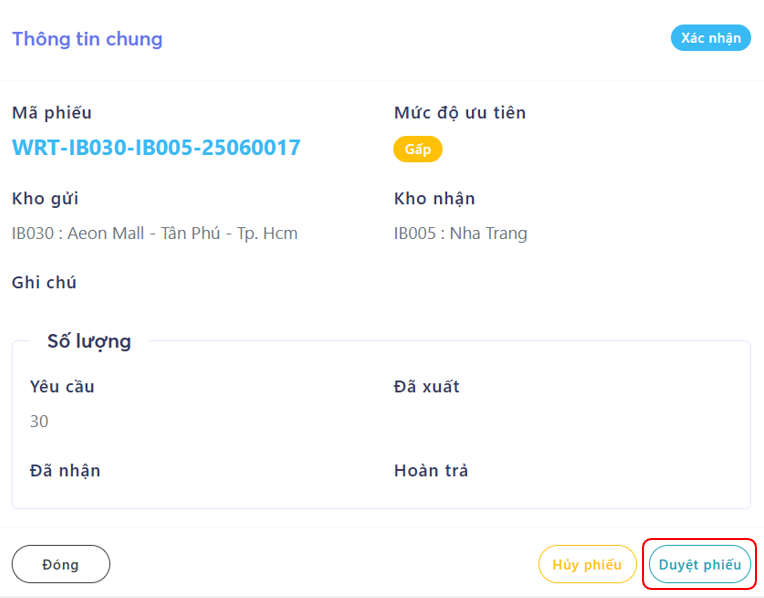 Thông tin chung
Xác nhận
Mã phiếu
Mức độ ưu tiên
WRT-IB030-IB005-25060017
Gấp
Kho gửi
Kho nhận
IB030 : Aeon Mall - Tân Phú - Tp. Hcm
IB005 : Nha Trang
Ghi chú
Số lượng
Yêu cầu
Đã xuất
30
Đã nhận
Hoàn trả
Đóng
Hủy phiếu
Duyệt phiếu